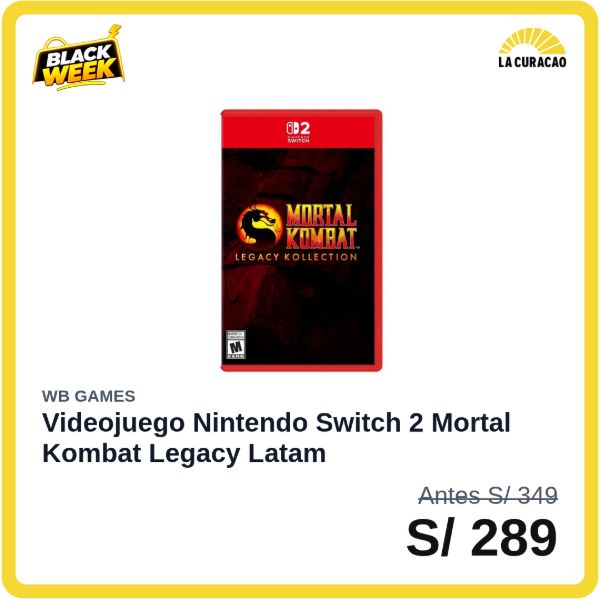 BLACK
WEEK
LA CURACAO
2
NINTENDO
SWITCH
MORTAL
KOMBAT
LEGACY KOLLECTION
M
ESRB
WB GAMES
Videojuego Nintendo Switch 2 Mortal
Kombat Legacy Latam
Antes S/ 349
S/ 289